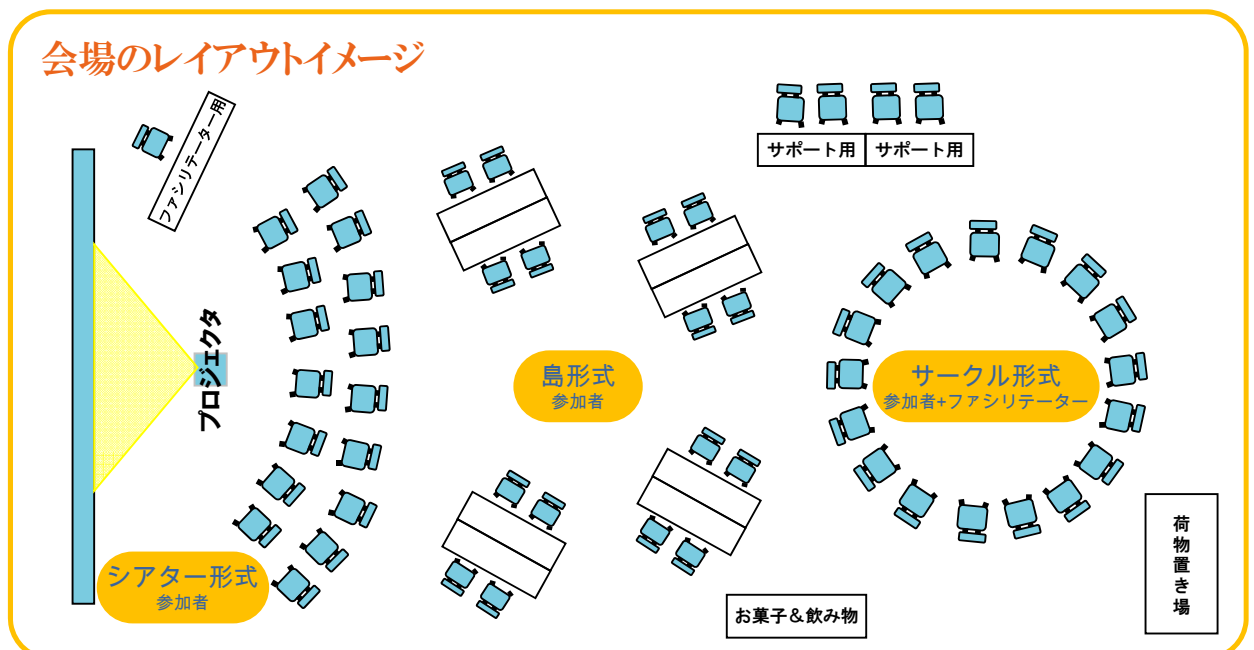 会場のレイアウトイメージ
ファシリテーター用
サポート用
サポート用
プロジェクタ
島形式
参加者
サークル形式
参加者+ファシリテーター
シアター形式
参加者
お菓子&飲み物
荷物置き場